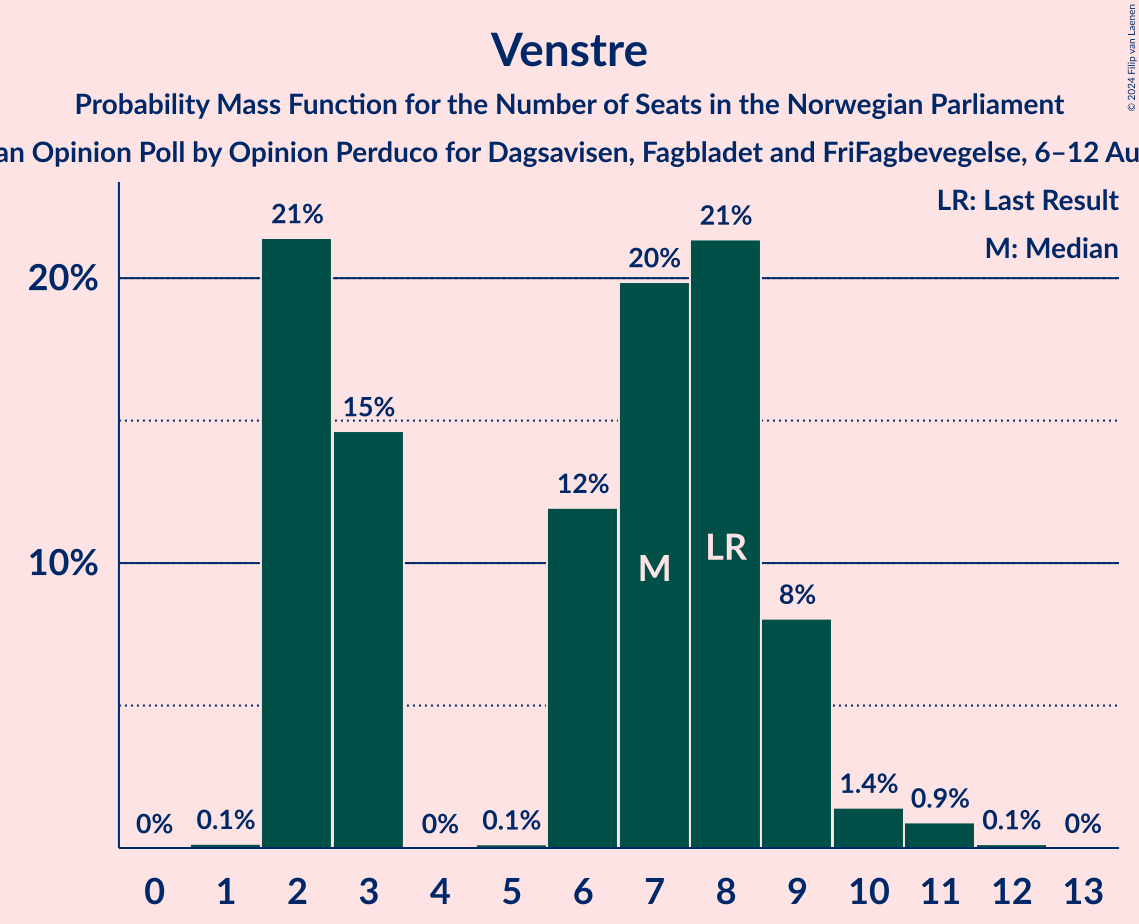 Venstre
Probability Mass Function for the Number of Seats in the Norwegian Parliament
an Opinion Poll by Opinion Perduco for Dagsavisen, Fagbladet and FriFagbevegelse, 6–12 Au
© 2024 Filip van Laenen
LR: Last Result
M: Median
21%
21%
20%
20%
15%
12%
LR
M
10%
8%
1.4%
0.9%
0%
0.1%
0%
0.1%
0.1%
0%
0 1 2 3 4 5 6 7 8 9 10 11 12 13